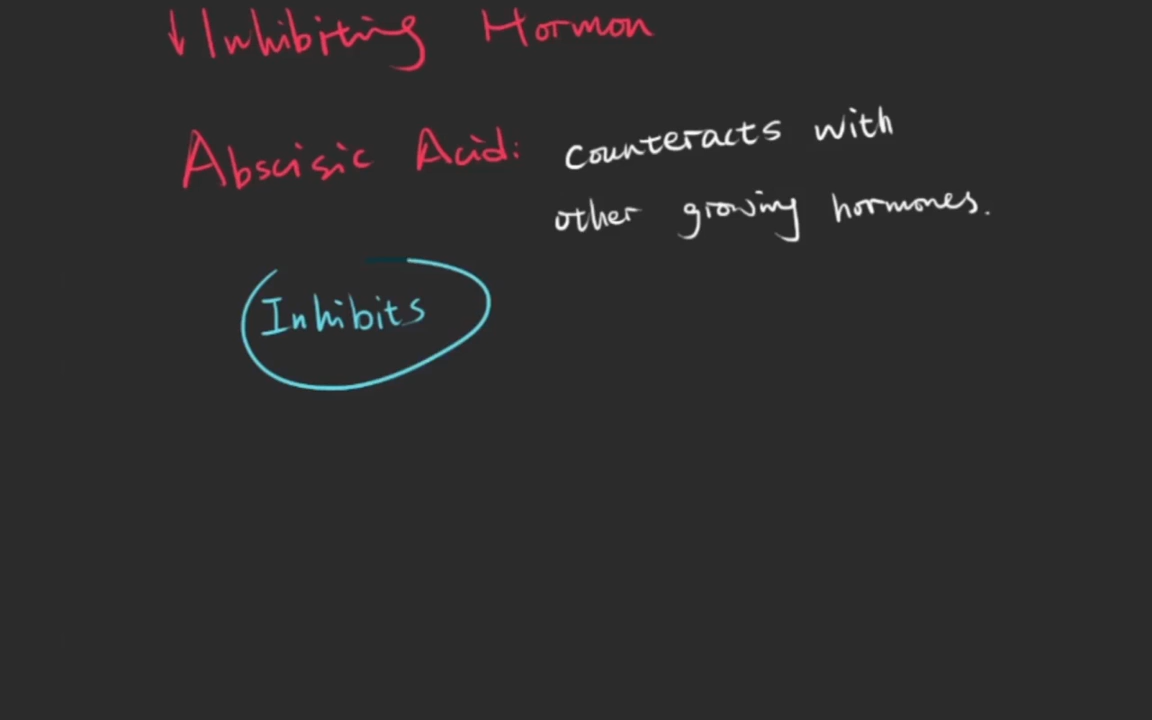 ↓ Inhibiting Hormon
Abscisic Acid: counteracts with
other growing hormones.
Inhibits